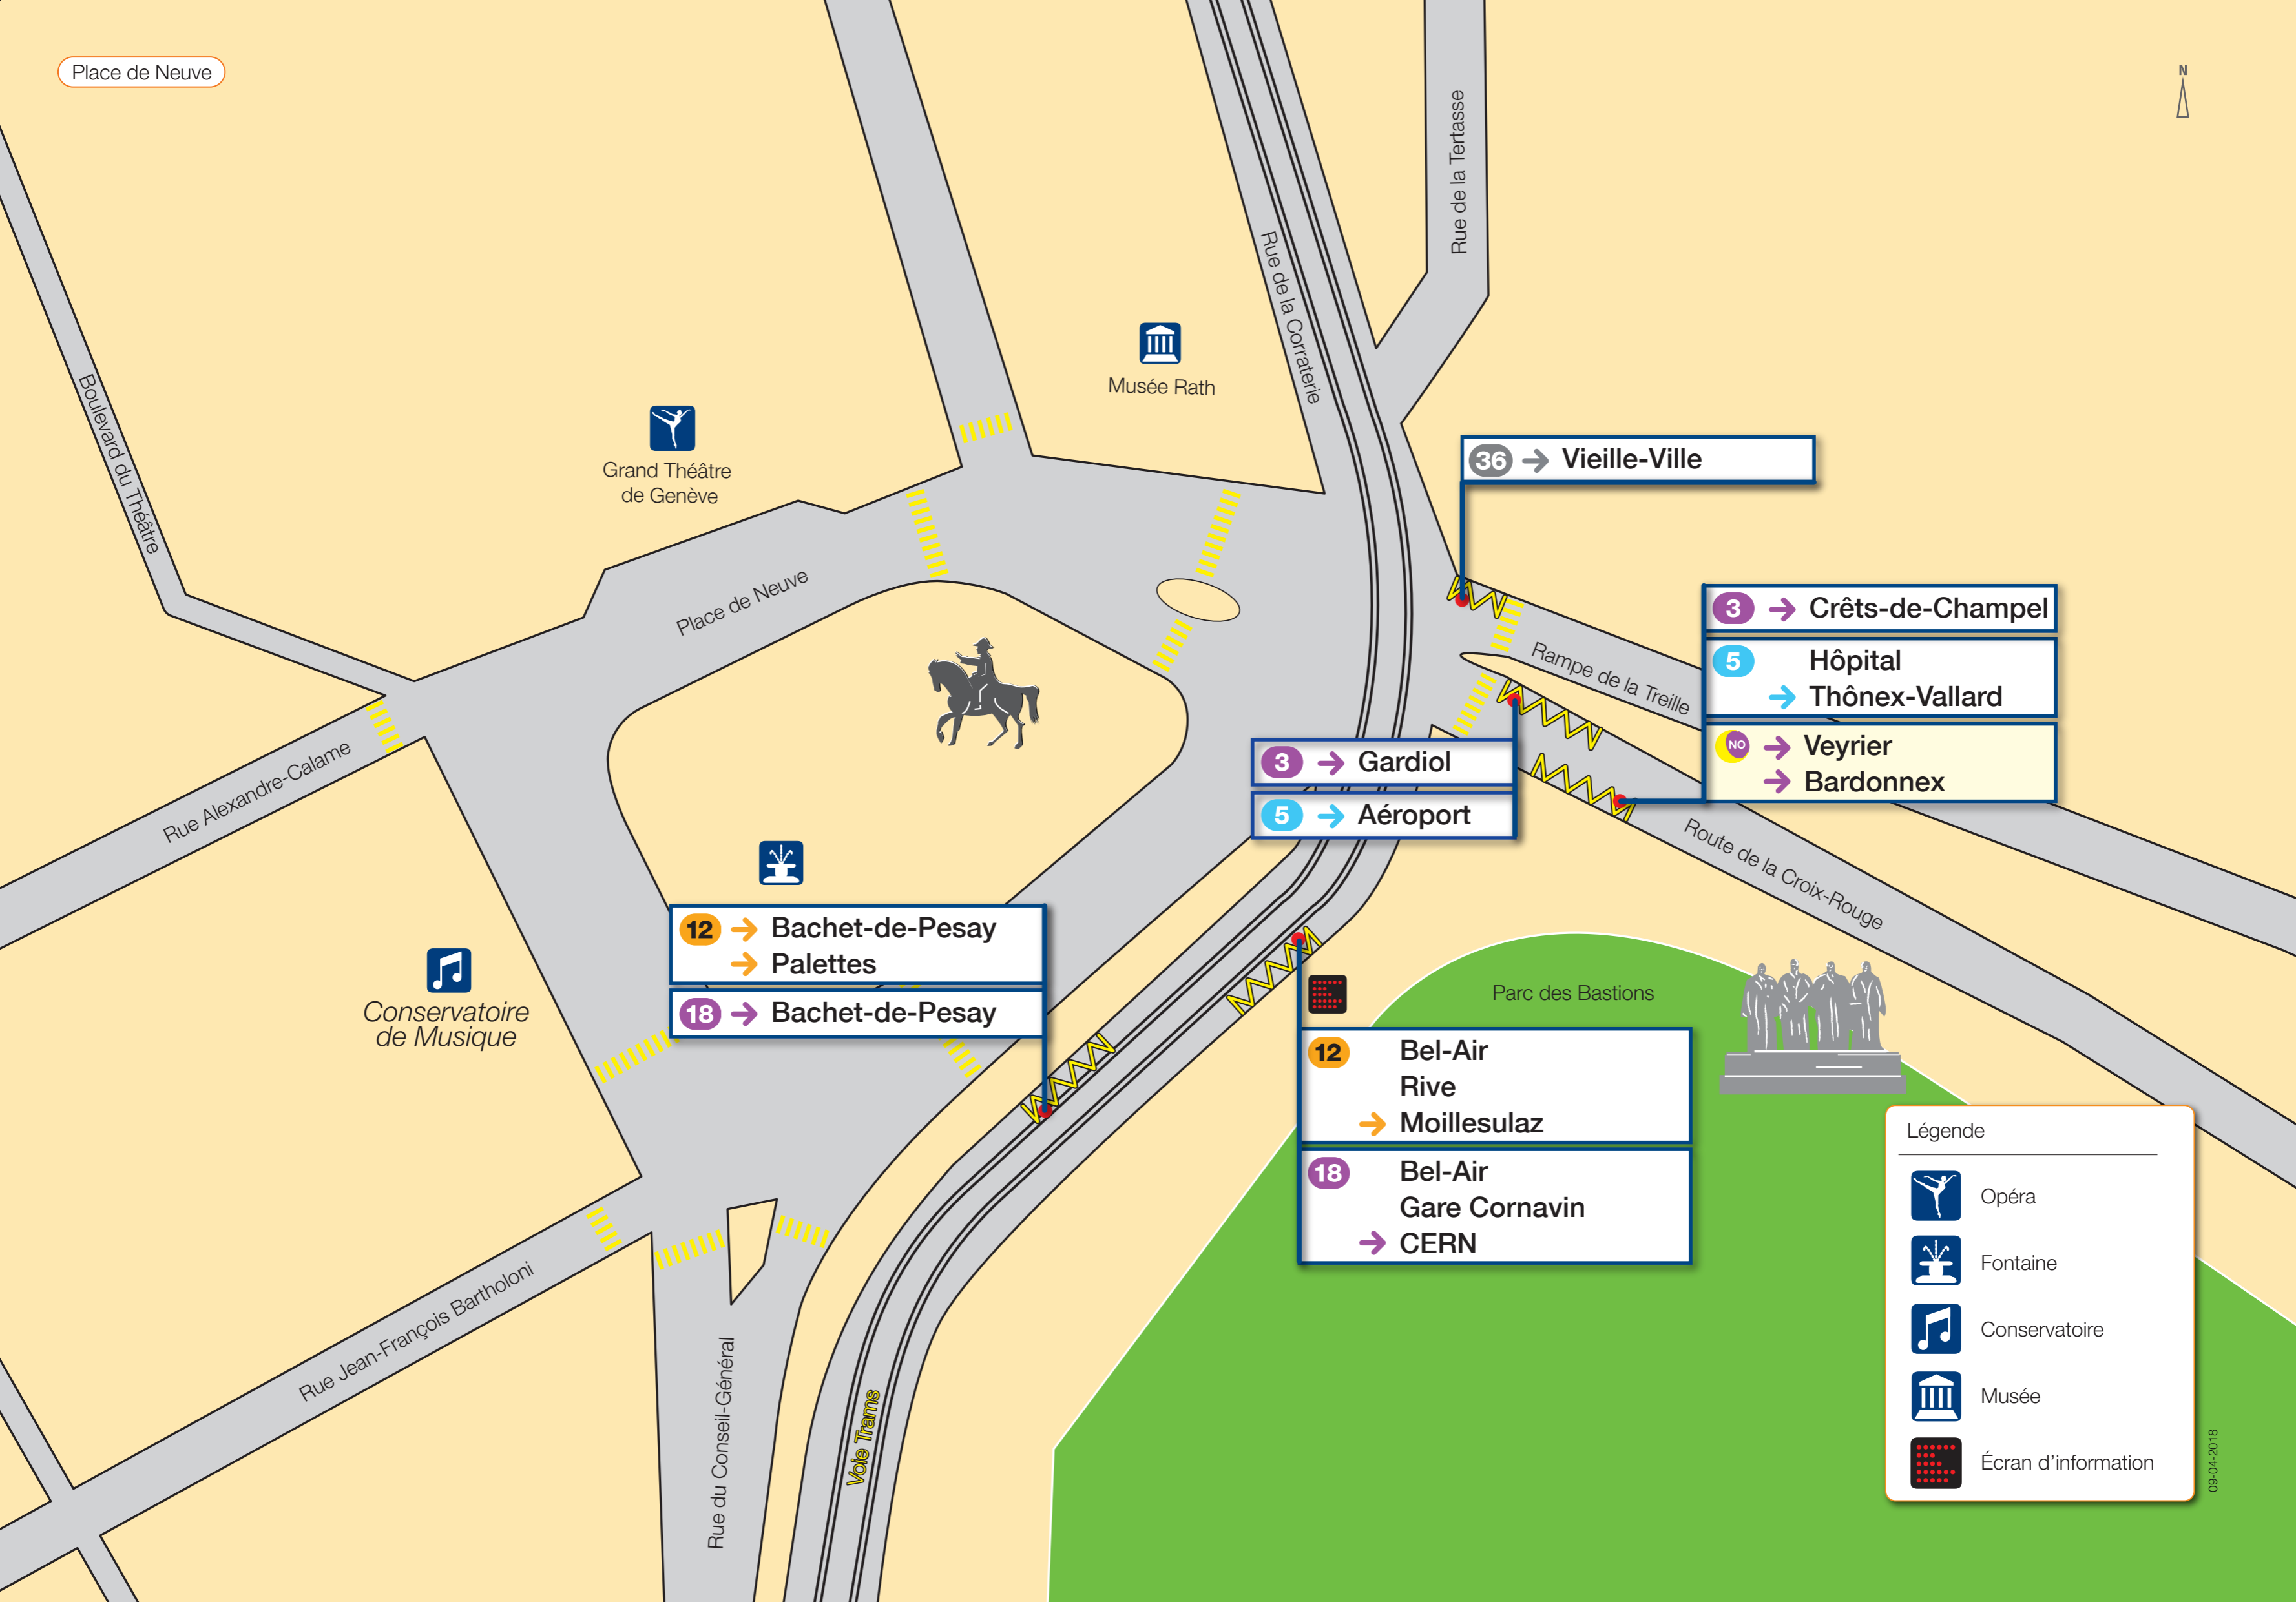 Place de Neuve
N
Rue de la Tertasse
Rue de la Corraterie
Musée Rath
Boulevard du Théâtre
Grand Théâtre
de Genève
36 Vieille-Ville
Place de Neuve
3 Crêts-de-Champel
5 Hôpital
Thônex-Vallard
NO Veyrier
Bardonnex
Rampe de la Treille
3 Gardiol
5 Aéroport
Rue Alexandre-Calame
Route de la Croix-Rouge
12 Bachet-de-Pesay
Palettes
18 Bachet-de-Pesay
Conservatoire
de Musique
Parc des Bastions
12 Bel-Air
Rive
Moillesulaz
18 Bel-Air
Gare Cornavin
CERN
Rue Jean-François Bartholoni
Rue du Conseil-Général
Voie Trams
Légende
Opéra
Fontaine
Conservatoire
Musée
Écran d'information
09-04-2018